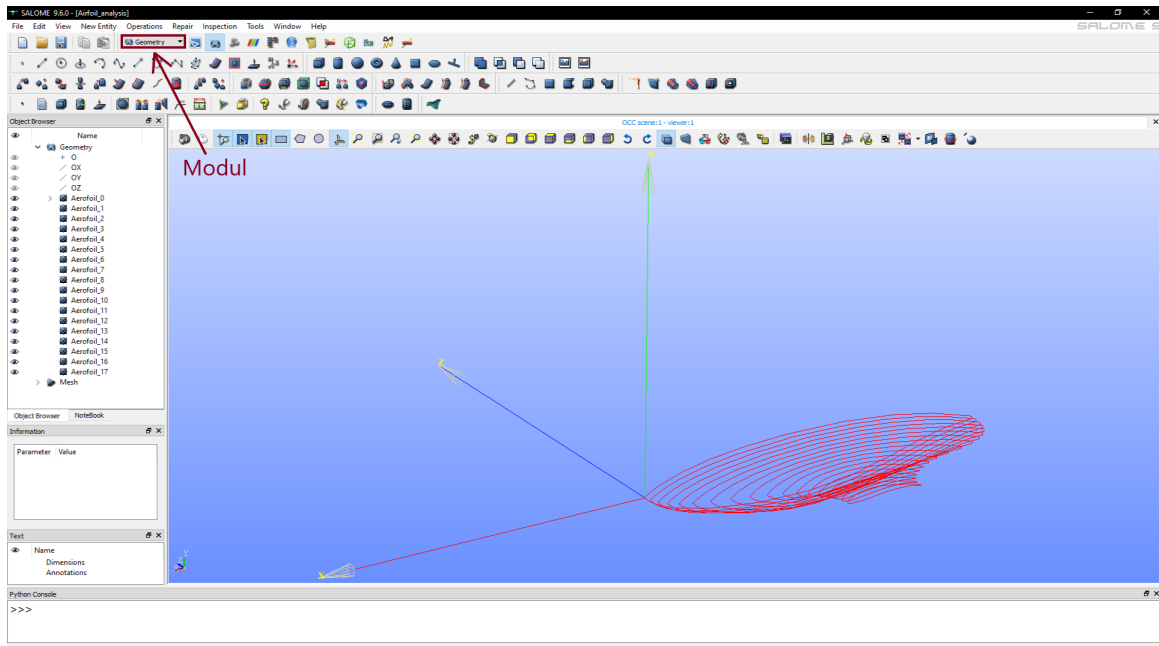 SALOME 9.6.0 - [Airfoil_analysis]
File Edit View New Entity Operations Repair Inspection Tools Window Help
SALOME 9
Geometry
Object Browser
OCC scene:1 - viewer:1
Name
Modul
Geometry
O
OX
OY
OZ
Aerofoil_0
Aerofoil_1
Aerofoil_2
Aerofoil_3
Aerofoil_4
Aerofoil_5
Aerofoil_6
Aerofoil_7
Aerofoil_8
Aerofoil_9
Aerofoil_10
Aerofoil_11
Aerofoil_12
Aerofoil_13
Aerofoil_14
Aerofoil_15
Aerofoil_16
Aerofoil_17
Mesh
Z
Object Browser NoteBook
Information
Parameter Value
Text
Name
Dimensions
Annotations
X
Python Console
>>>